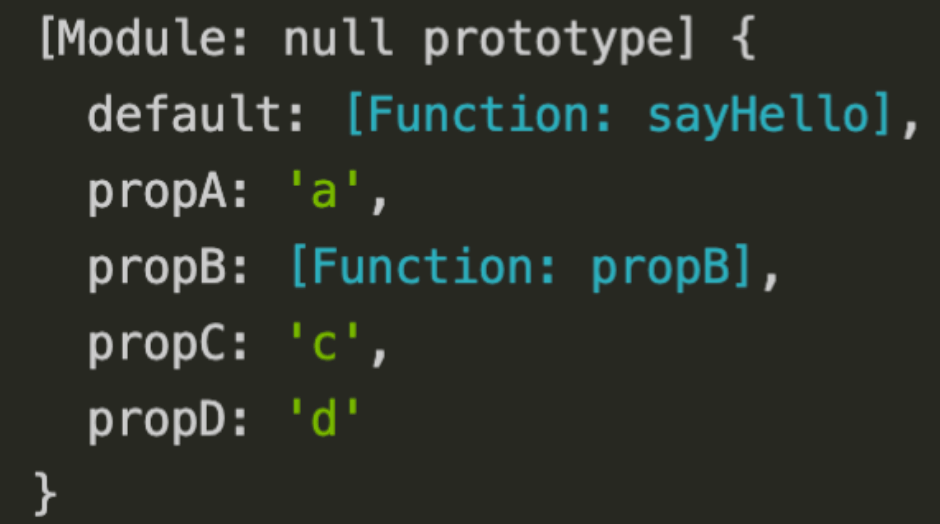 [Module: null prototype] {
default: [Function: sayHello],
propA: 'a',
propB: [Function: propB],
propC: 'c',
propD: 'd'
}